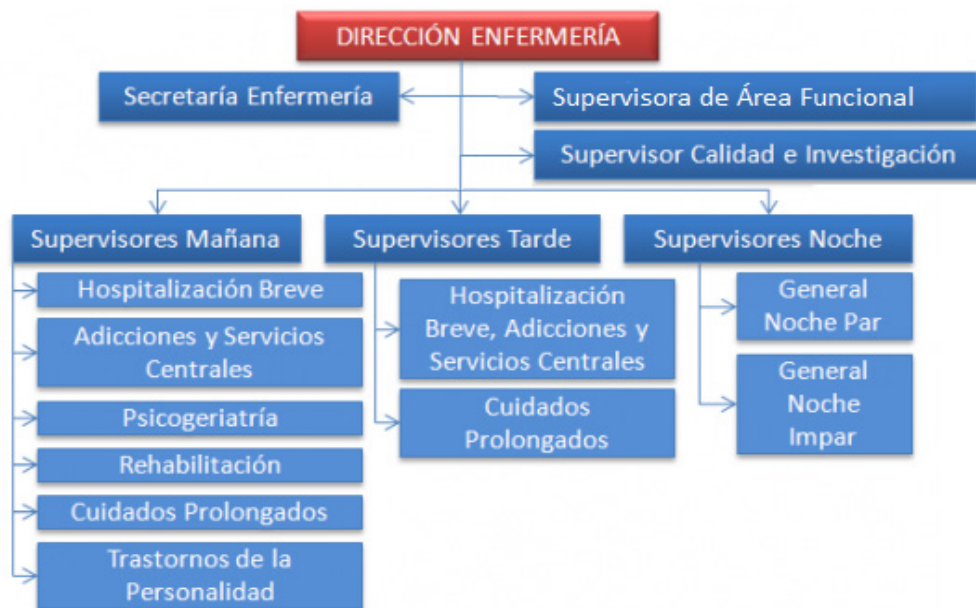 DIRECCIÓN ENFERMERÍA
Secretaría Enfermería
Supervisora de Área Funcional
Supervisor Calidad e Investigación
Supervisores Mañana
Hospitalización Breve
Adicciones y Servicios
Centrales
Psicogeriatría
Rehabilitación
Cuidados Prolongados
Trastornos de la
Personalidad
Supervisores Tarde
Hospitalización
Breve, Adicciones y
Servicios Centrales
Cuidados
Prolongados
Supervisores Noche
General
Noche Par
General
Noche
Impar